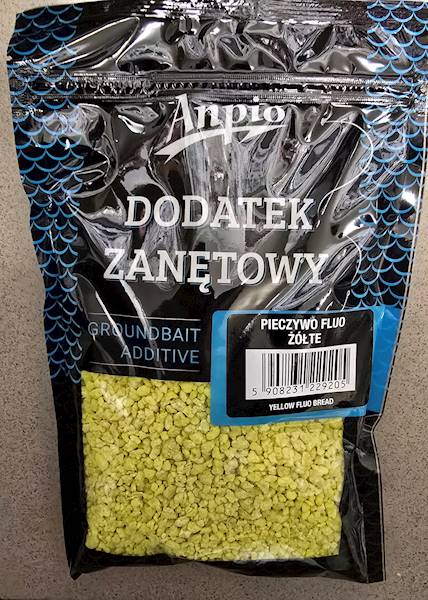 Anpio
DODATEK
ZANĘTOWY
GROUNDBAIT
ADDITIVE
PIECZYWO FLUO
ŻÓŁTE
5 908231 229205
YELLOW FLUO BREAD